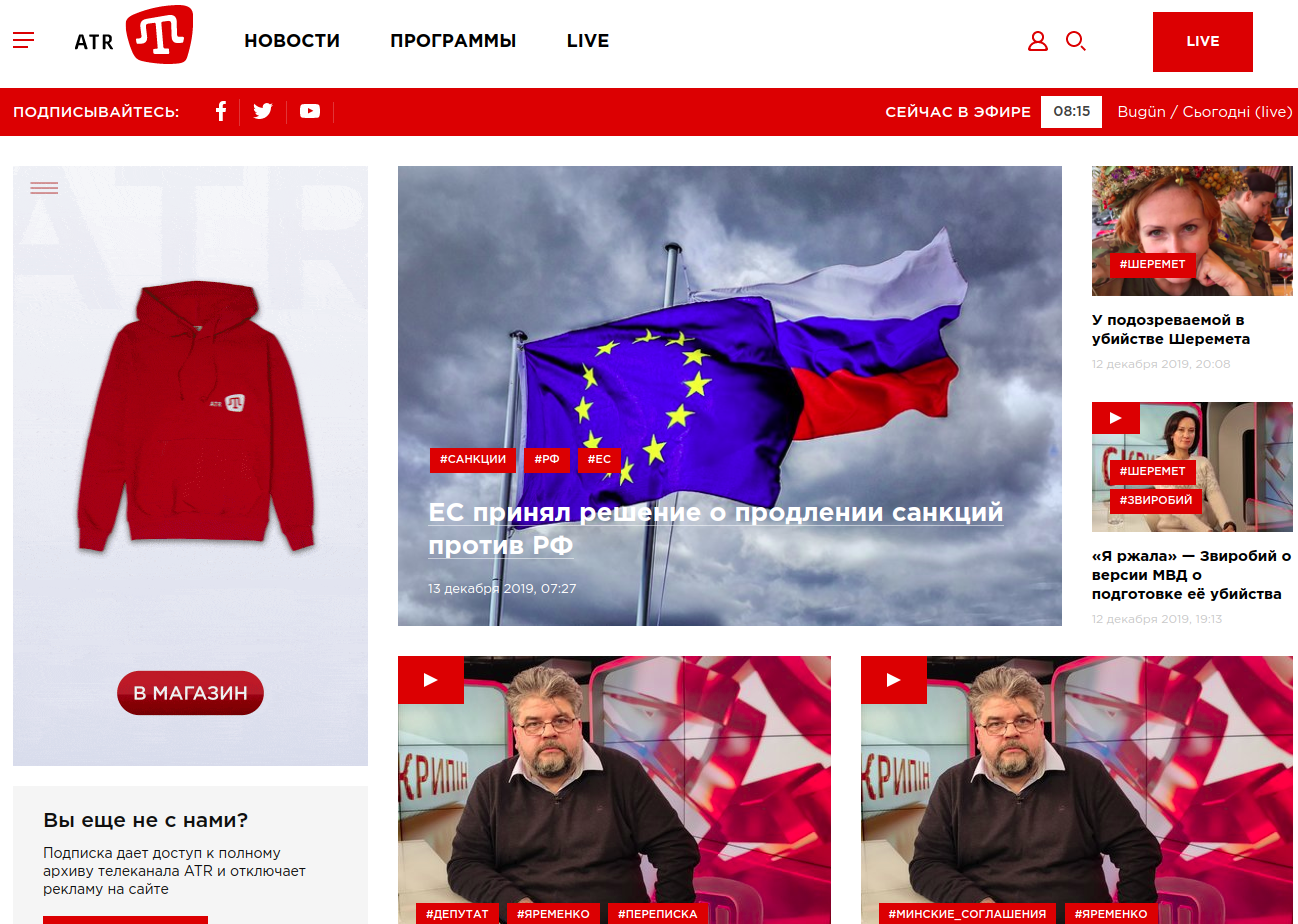 ATR
НОВОСТИ
ПРОГРАММЫ
LIVE
LIVE
ПОДПИСЫВАЙТЕСЬ:
СЕЙЧАС В ЭФИРЕ
08:15
Bugün / Сьогодні (live)
ATR
ATR
В МАГАЗИН
Вы еще не с нами?
Подписка дает доступ к полному
архиву телеканала ATR и отключает
рекламу на сайте
#САНКЦИИ
#РФ
#ЕС
ЕС принял решение о продлении санкций
против РФ
13 декабря 2019, 07:27
#ШЕРЕМЕТ
У подозреваемой в
убийстве Шеремета
12 декабря 2019, 20:08
#ШЕРЕМЕТ
#ЗВИРОБИЙ
«Я ржала» — Звиробий о
версии МВД о
подготовке её убийства
12 декабря 2019, 19:13
КРИПІН
#ДЕПУТАТ
#ЯРЕМЕНКО
#ПЕРЕПИСКА
КРИПІН
#МИНСКИЕ_СОГЛАШЕНИЯ
#ЯРЕМЕНКО